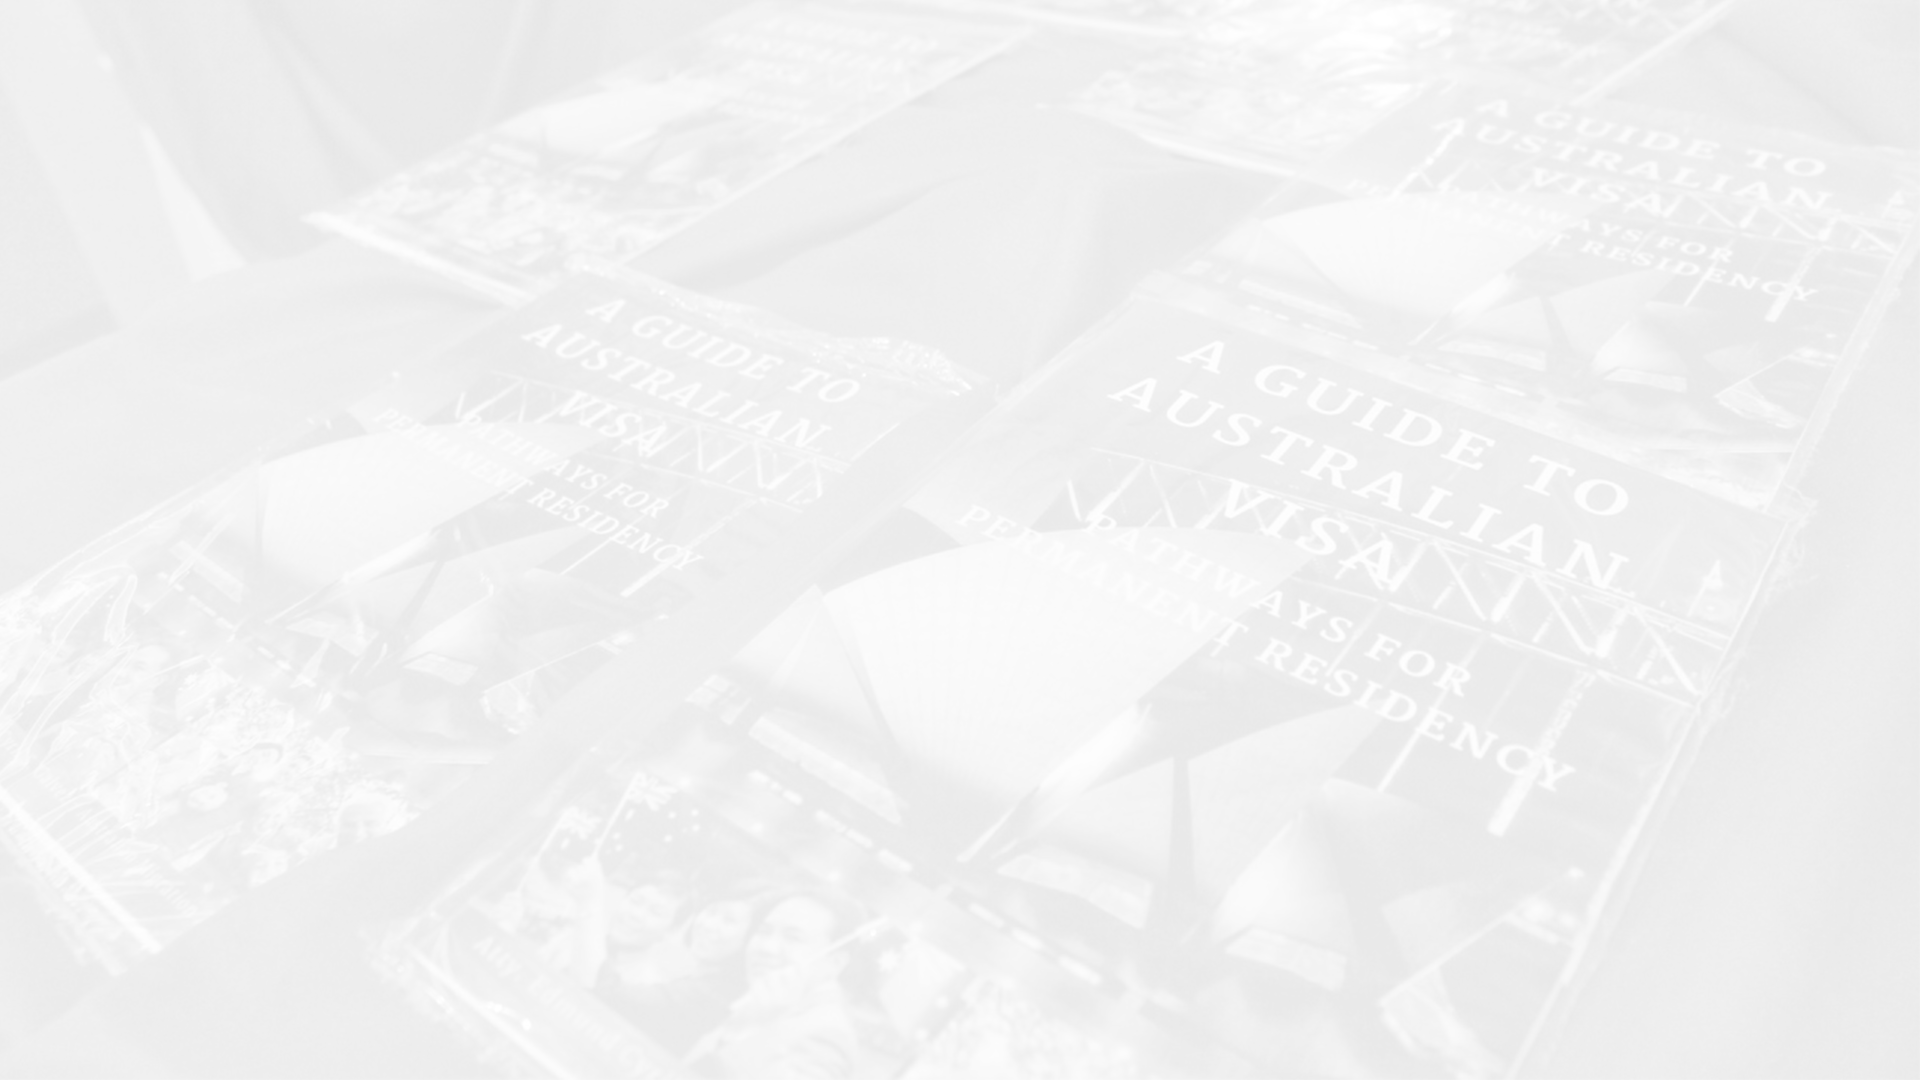 A GUIDE TO
AUSTRALIAN
VISA
PATHWAYS FOR
PERMANENT RESIDENCY
A GUIDE TO
AUSTRALIAN
VISA
PATHWAYS FOR
PERMANENT RESIDENCY
A GUIDE TO
AUSTRALIAN
VISA
PATHWAYS FOR
RESIDENCY